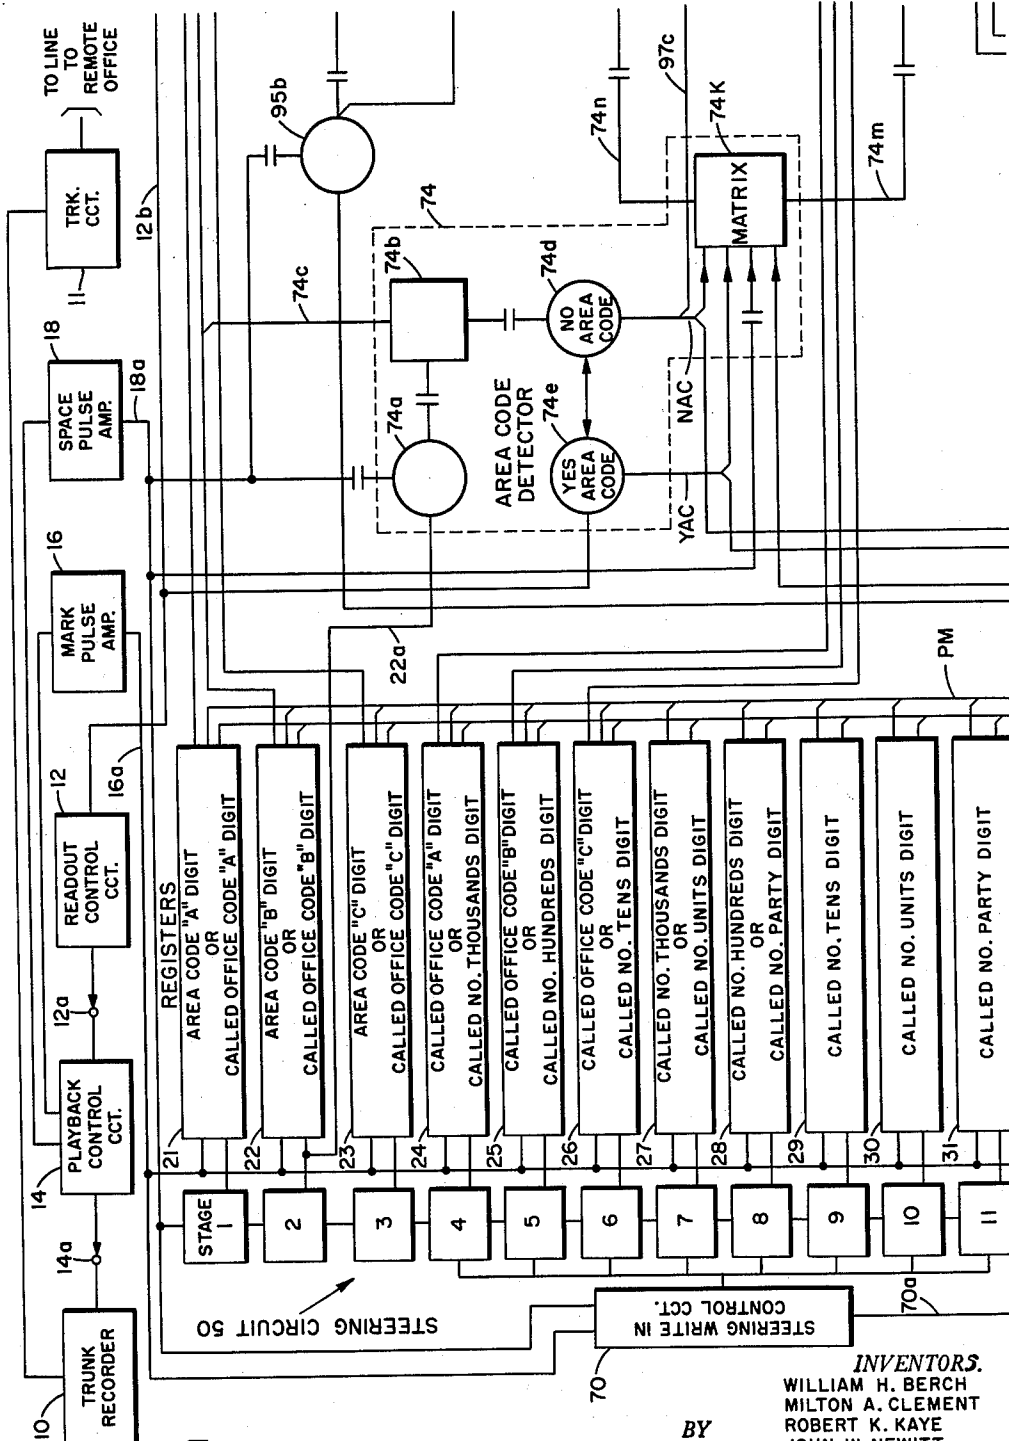 TO LINE
TO
REMOTE
OFFICE
TRK.
CCT.
11
12b
95b
74n
97c
74K
MATRIX
74m
74
74c
74b
74d
NO
AREA
CODE
NAC
SPACE
PULSE
AMP.
18
18a
74a
AREA CODE
DETECTOR
74e
YES
AREA
CODE
YAC
MARK
PULSE
AMP.
16
16a
22a
PM
READOUT
CONTROL
CCT.
12
12a
PLAYBACK
CONTROL
CCT.
14
14a
TRUNK
RECORDER
10
REGISTERS
21
AREA CODE "A" DIGIT
OR
CALLED OFFICE CODE "A" DIGIT
22
AREA CODE "B" DIGIT
OR
CALLED OFFICE CODE "B" DIGIT
23
AREA CODE "C" DIGIT
OR
CALLED OFFICE CODE "C" DIGIT
24
CALLED OFFICE CODE "A" DIGIT
OR
CALLED NO. THOUSANDS DIGIT
25
CALLED OFFICE CODE "B" DIGIT
OR
CALLED NO. HUNDREDS DIGIT
26
CALLED OFFICE CODE "C" DIGIT
OR
CALLED NO. TENS DIGIT
27
CALLED NO. THOUSANDS DIGIT
OR
CALLED NO. UNITS DIGIT
28
CALLED NO. HUNDREDS DIGIT
OR
CALLED NO. PARTY DIGIT
29
CALLED NO. TENS DIGIT
30
CALLED NO. UNITS DIGIT
31
CALLED NO. PARTY DIGIT
STAGE
1
2
3
4
5
6
7
8
9
10
11
STEERING CIRCUIT 50
STEERING WRITE IN
CONTROL CCT.
70
70a
INVENTORS.
WILLIAM H. BERCH
MILTON A. CLEMENT
ROBERT K. KAYE
BY